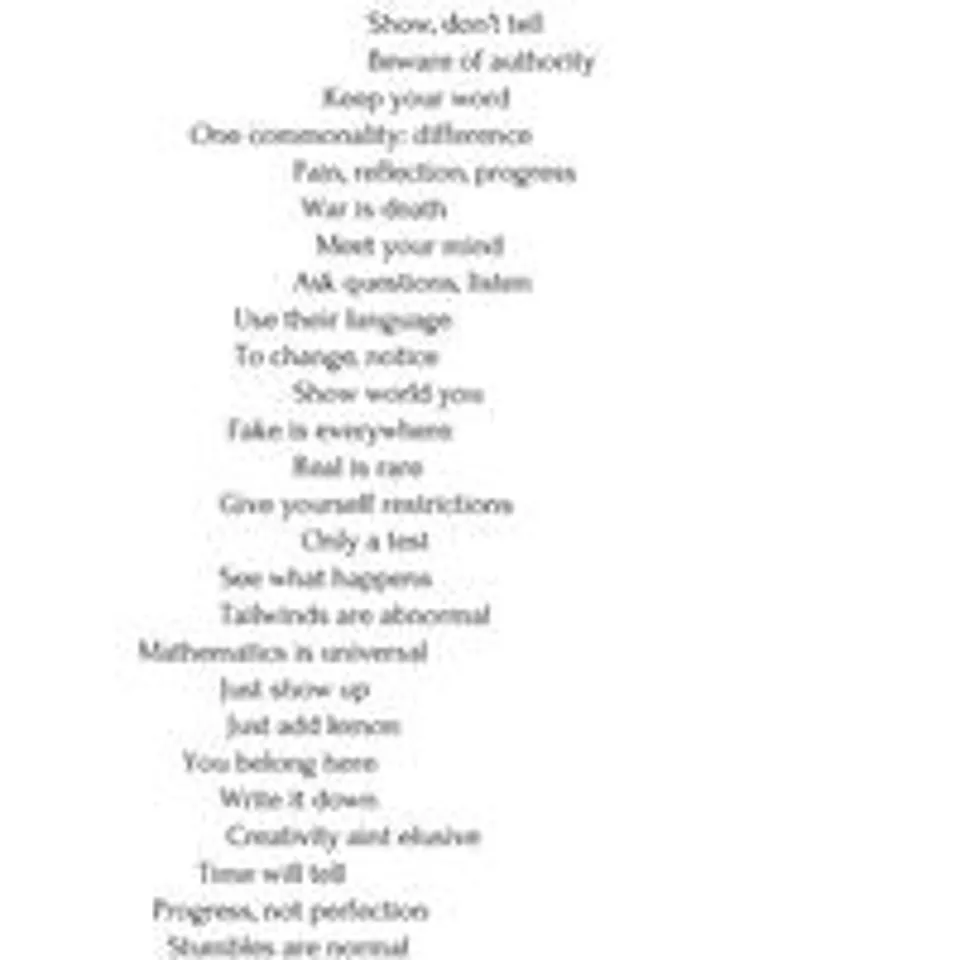 Show, don't tell
Beware of authority
Keep your word
One commonality: difference
Pain, reflection, progress
War is death
Meet your mind
Ask questions, listen
Use their language
To change, notice
Show world you
Fake is everywhere
Real is rare
Give yourself restrictions
Only a test
See what happens
Tailwinds are abnormal
Mathematics is universal
Just show up
Just add lemon
You belong here
Write it down
Creativity aint elusive
Time will tell
Progress, not perfection
Stumbles are normal